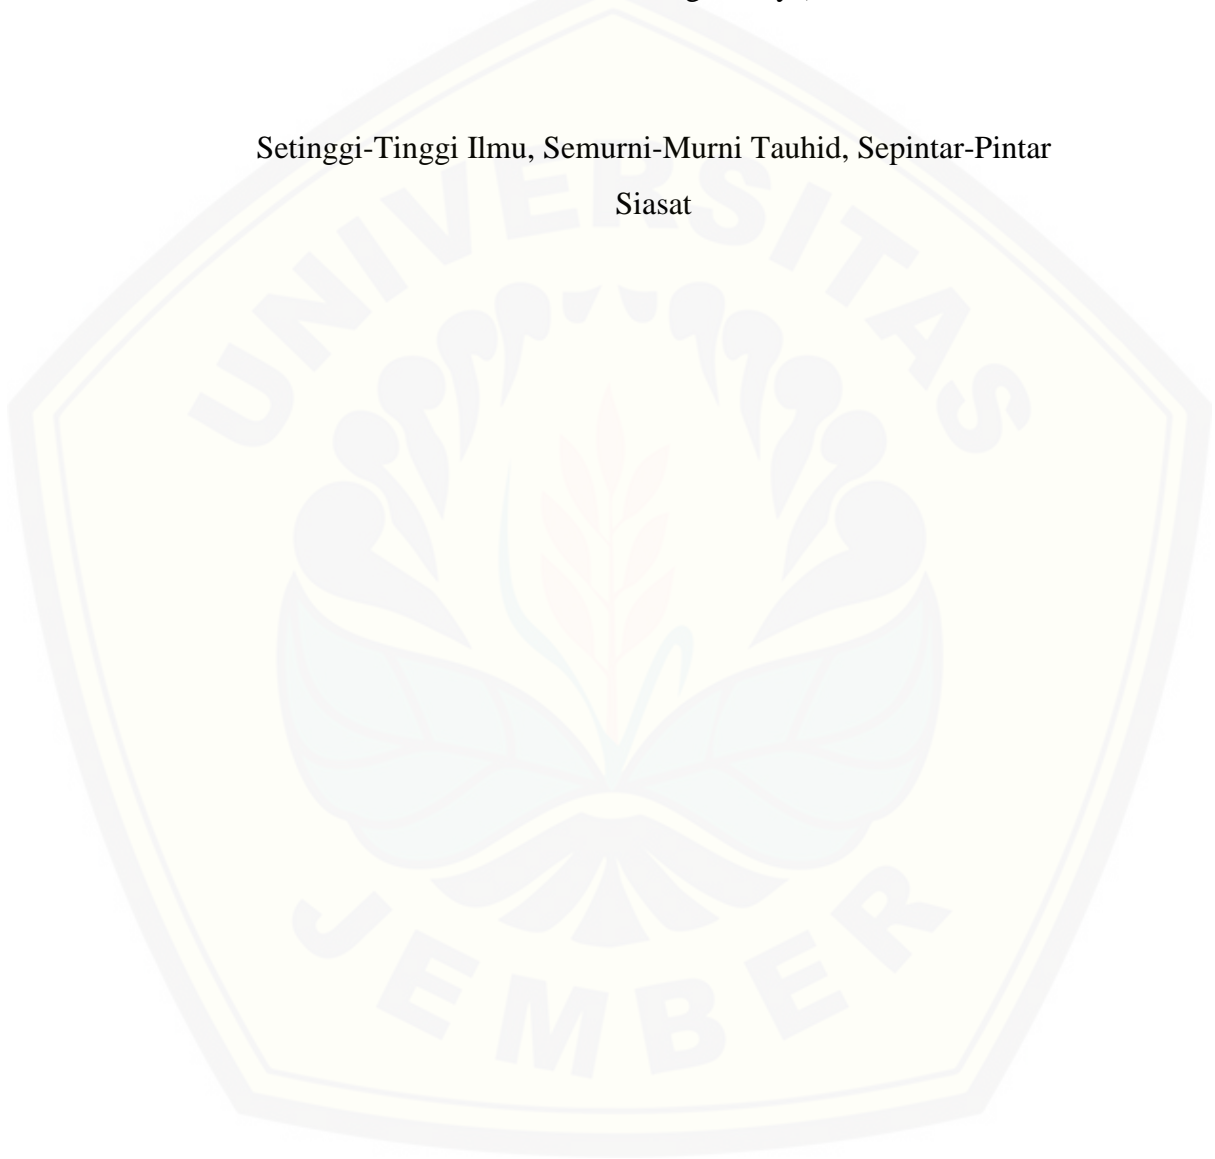 Setinggi-Tinggi Ilmu, Semurni-Murni Tauhid, Sepintar-Pintar
Siasat
UNIVERSITAS
JEMBER